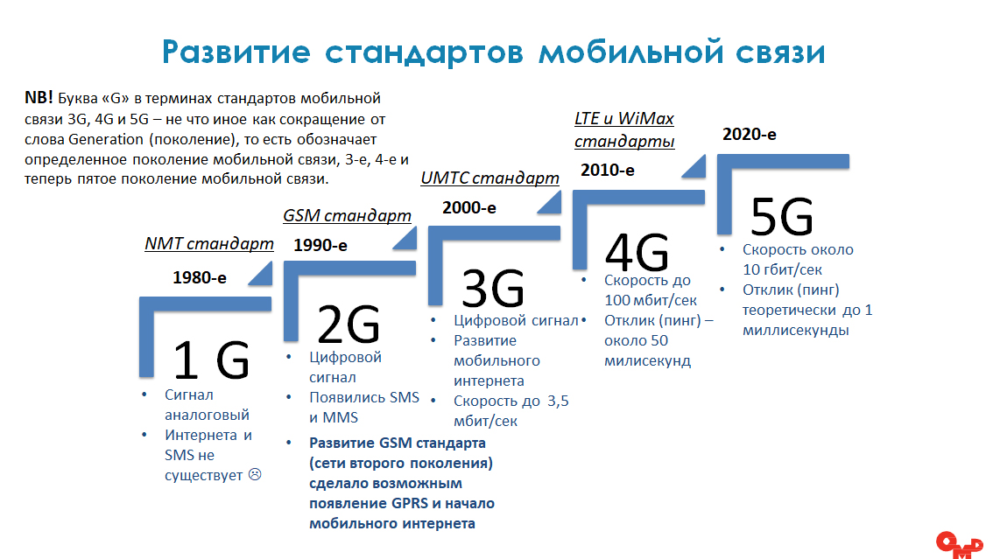 Развитие стандартов мобильной связи
NB! Буква «G» в терминах стандартов мобильной
связи 3G, 4G и 5G – не что иное как сокращение от
слова Generation (поколение), то есть обозначает
определенное поколение мобильной связи, 3-е, 4-е и
теперь пятое поколение мобильной связи.
NMT стандарт
1980-е
1 G
• Сигнал
аналоговый
• Интернета и
SMS не
существует ☹
GSM стандарт
1990-е
2G
• Цифровой
сигнал
• Появились SMS
и MMS
• Развитие GSM стандарта
(сети второго поколения)
сделало возможным
появление GPRS и начало
мобильного интернета
UMTC стандарт
2000-е
3G
• Цифровой сигнал
• Развитие
мобильного
интернета
• Скорость до 3,5
мбит/сек
LTE и WiMax
стандарты
2010-е
4G
• Скорость до
100 мбит/сек
• Отклик (пинг) –
около 50
милисекунд
2020-е
5G
• Скорость около
10 гбит/сек
• Отклик (пинг)
теоретически до 1
миллисекунды
OMD